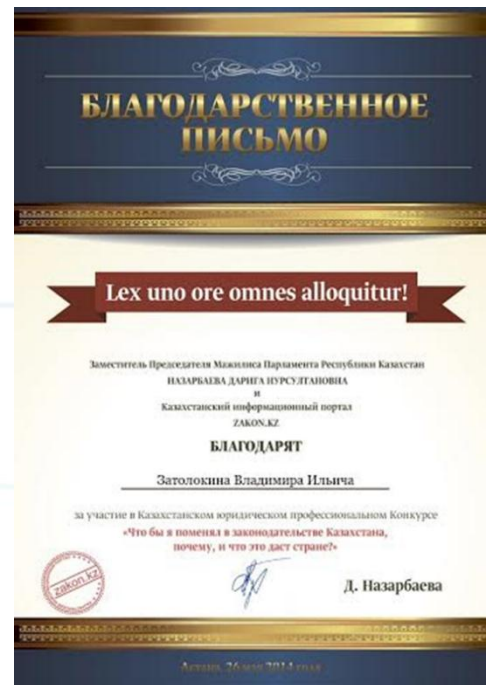 БЛАГОДАРСТВЕННОЕ
ПИСЬМО
Lex uno ore omnes alloquitur!
Заместитель Председателя Мажилиса Парламента Республики Казахстан
НАЗАРБАЕВА ДАРИГА НУРСУЛТАНОВНА
и
Казахстанский информационный портал
ZAKON.KZ
БЛАГОДАРЯТ
Затолокина Владимира Ильича
за участие в Казахстанском юридическом профессиональном Конкурсе
«Что бы я поменял в законодательстве Казахстана,
почему, и что это даст стране?»
zakon.kz
Д. Назарбаева
Астана, 26 мая 2014 года